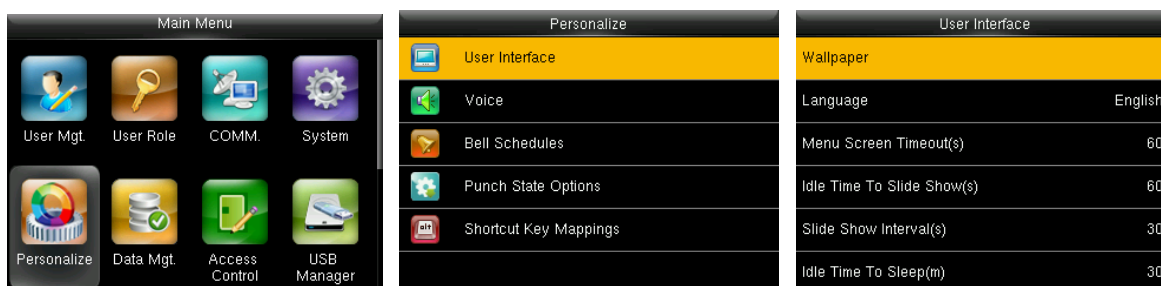 Main Menu
User Mgt. User Role COMM. System
Personalize Data Mgt. Access Control USB Manager
Personalize
User Interface
Voice
Bell Schedules
Punch State Options
alt Shortcut Key Mappings
User Interface
Wallpaper
Language English
Menu Screen Timeout(s) 60
Idle Time To Slide Show(s) 60
Slide Show Interval(s) 30
Idle Time To Sleep(m) 30